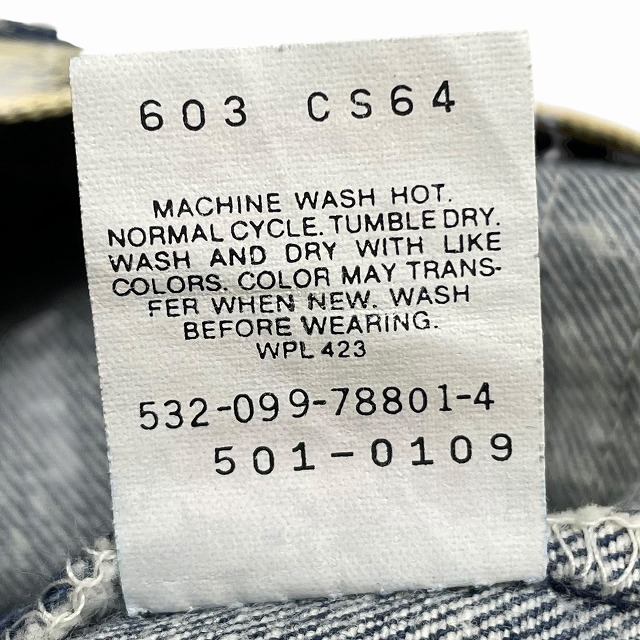 603 CS64
MACHINE WASH HOT.
NORMAL CYCLE. TUMBLE DRY.
WASH AND DRY WITH LIKE
COLORS. COLOR MAY TRANS-
FER WHEN NEW. WASH
BEFORE WEARING.
WPL 423
532-099-78801-4
501-0109